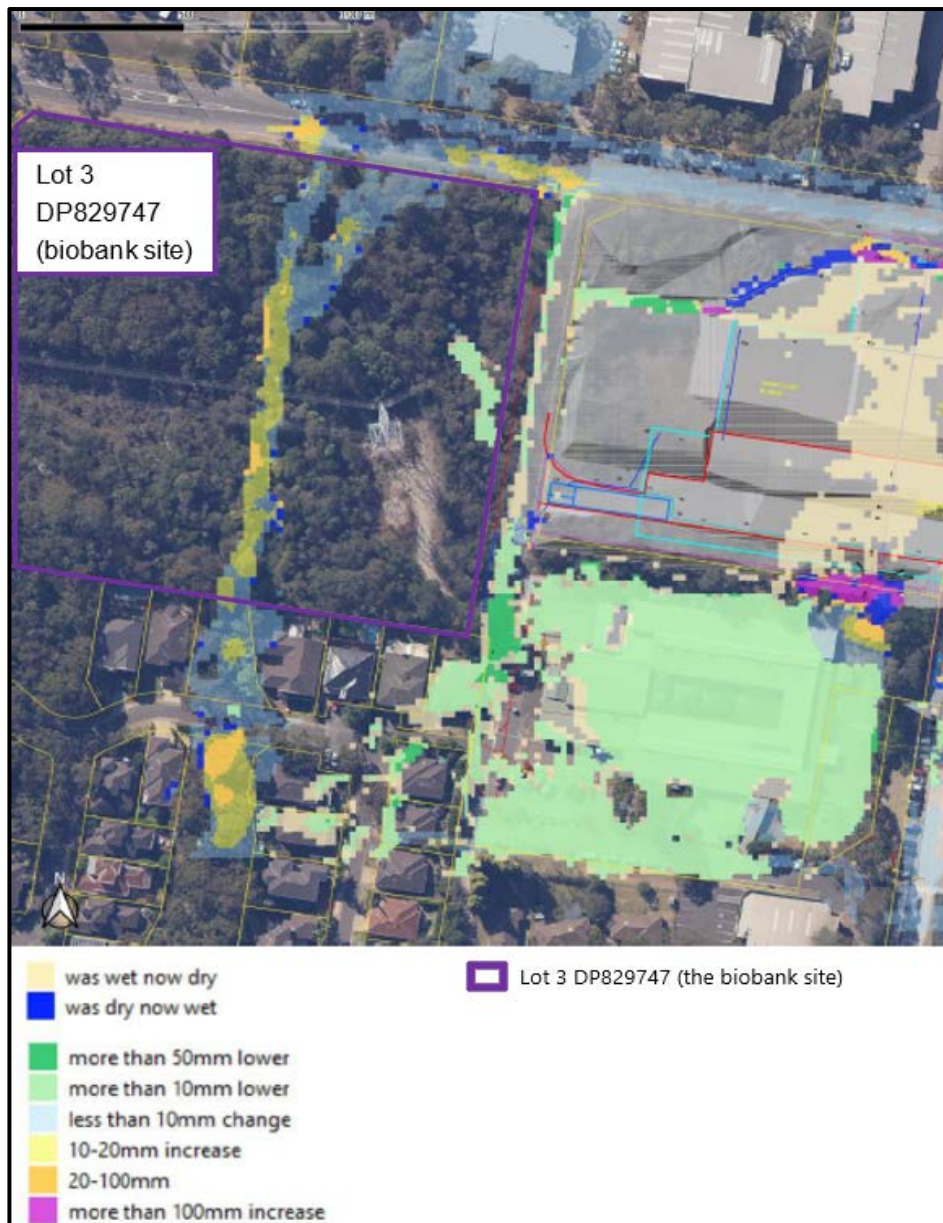 Lot 3
DP829747
(biobank site)
N
was wet now dry
Lot 3 DP829747 (the biobank site)
was dry now wet
more than 50mm lower
more than 10mm lower
less than 10mm change
10-20mm increase
20-100mm
more than 100mm increase